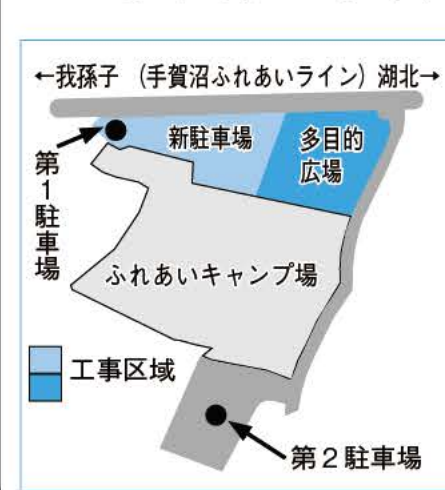 ←我孫子 (手賀沼ふれあいライン) 湖北→
新駐車場
多目的
広場
第1駐車場
ふれあいキャンプ場
工事区域
第2駐車場